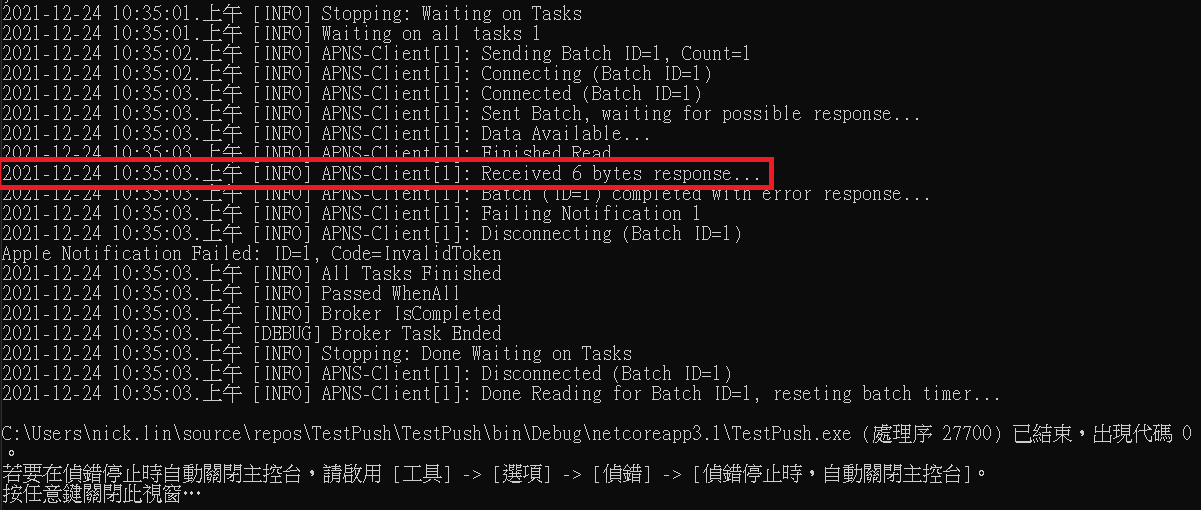 2021-12-24 10:35:01.上午 [INFO] Stopping: Waiting on Tasks
2021-12-24 10:35:01.上午 [INFO] Waiting on all tasks 1
2021-12-24 10:35:02.上午 [INFO] APNS-Client[1]: Sending Batch ID=1, Count=1
2021-12-24 10:35:02.上午 [INFO] APNS-Client[1]: Connecting (Batch ID=1)
2021-12-24 10:35:03.上午 [INFO] APNS-Client[1]: Connected (Batch ID=1)
2021-12-24 10:35:03.上午 [INFO] APNS-Client[1]: Sent Batch, waiting for possible response...
2021-12-24 10:35:03.上午 [INFO] APNS-Client[1]: Data Available...
2021-12-24 10:35:03.上午 [INFO] APNS-Client[1]: Finished Read
2021-12-24 10:35:03.上午 [INFO] APNS-Client[1]: Received 6 bytes response...
2021-12-24 10:35:03.上午 [INFO] APNS-Client[1]: Batch (ID=1) completed with error response...
2021-12-24 10:35:03.上午 [INFO] APNS-Client[1]: Failing Notification 1
2021-12-24 10:35:03.上午 [INFO] APNS-Client[1]: Disconnecting (Batch ID=1)
Apple Notification Failed: ID=1, Code=InvalidToken
2021-12-24 10:35:03.上午 [INFO] All Tasks Finished
2021-12-24 10:35:03.上午 [INFO] Passed WhenAll
2021-12-24 10:35:03.上午 [INFO] Broker IsCompleted
2021-12-24 10:35:03.上午 [DEBUG] Broker Task Ended
2021-12-24 10:35:03.上午 [INFO] Stopping: Done Waiting on Tasks
2021-12-24 10:35:03.上午 [INFO] APNS-Client[1]: Disconnected (Batch ID=1)
2021-12-24 10:35:03.上午 [INFO] APNS-Client[1]: Done Reading for Batch ID=1, reseting batch timer...
C:\Users\nick.lin\source\repos\TestPush\TestPush\bin\Debug\netcoreapp3.1\TestPush.exe (處理序 27700) 已結束，出現代碼 0
。
若要在偵錯停止時自動關閉主控台，請啟用 [工具] -> [選項] -> [偵錯] -> [偵錯停止時，自動關閉主控台]。
按任意鍵關閉此視窗…